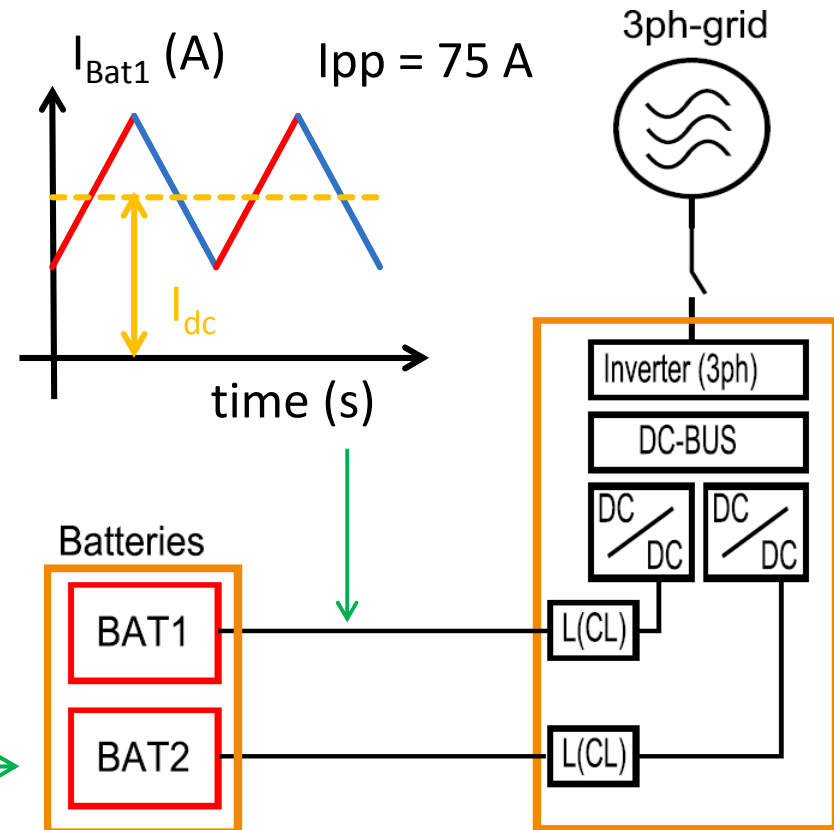 3ph-grid
I_Bat1 (A) Ipp = 75 A
I_dc
time (s)
Inverter (3ph)
DC-BUS
DC DC
DC DC
Batteries
BAT1
L(CL)
BAT2
L(CL)